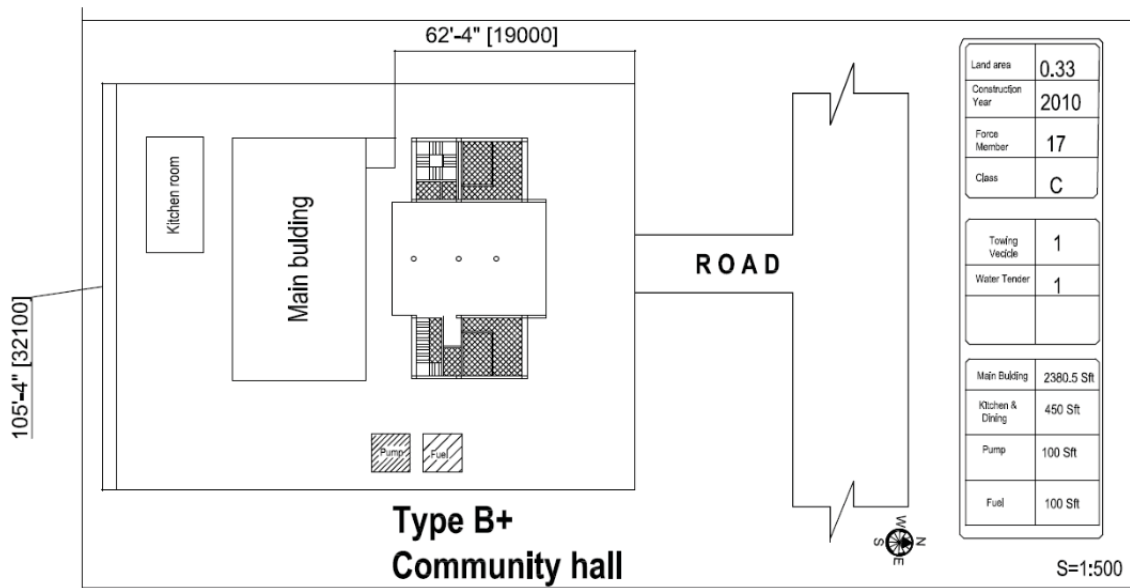 62'-4" [19000]
Kitchen room
Main bulding
105'-4" [32100]
Pump
Fuel
ROAD
Type B+
Community hall
Land area 0.33
Construction
Year 2010
Force
Member 17
Class C
Towing
Vecicle 1
Water Tender 1
Main Bulding 2380.5 Sft
Kitchen &
Dining 450 Sft
Pump 100 Sft
Fuel 100 Sft
W
N
S
E
S=1:500